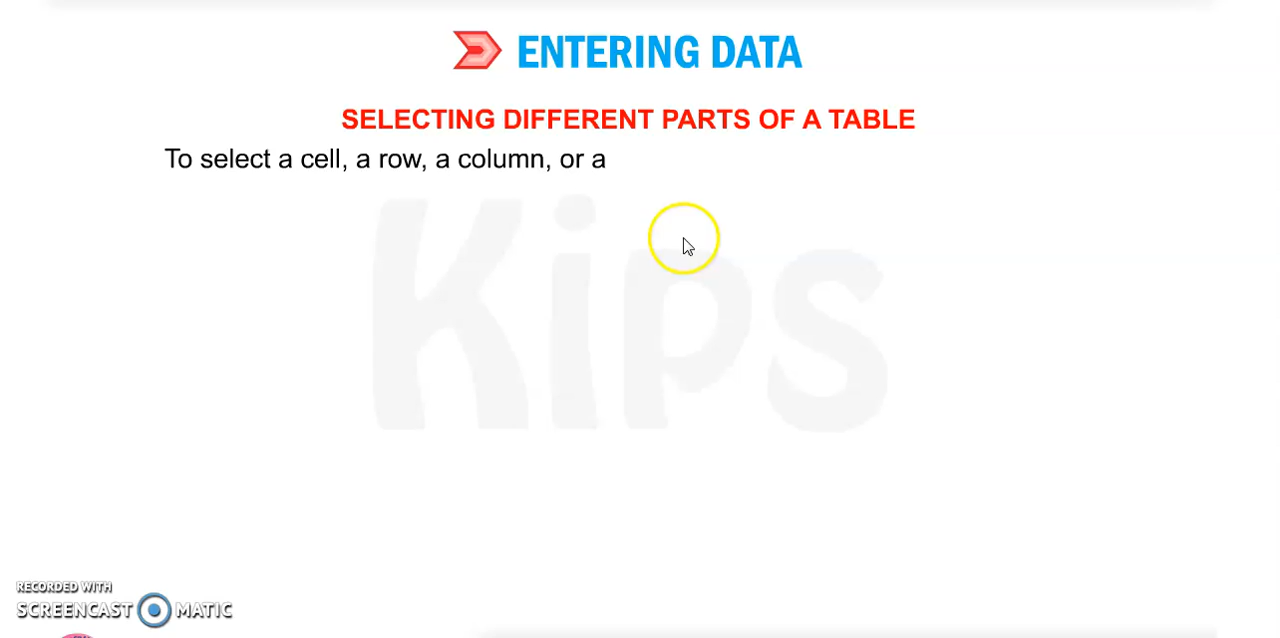 ENTERING DATA
SELECTING DIFFERENT PARTS OF A TABLE
To select a cell, a row, a column, or a
Kips
RECORDED WITH
SCREENCAST MATIC